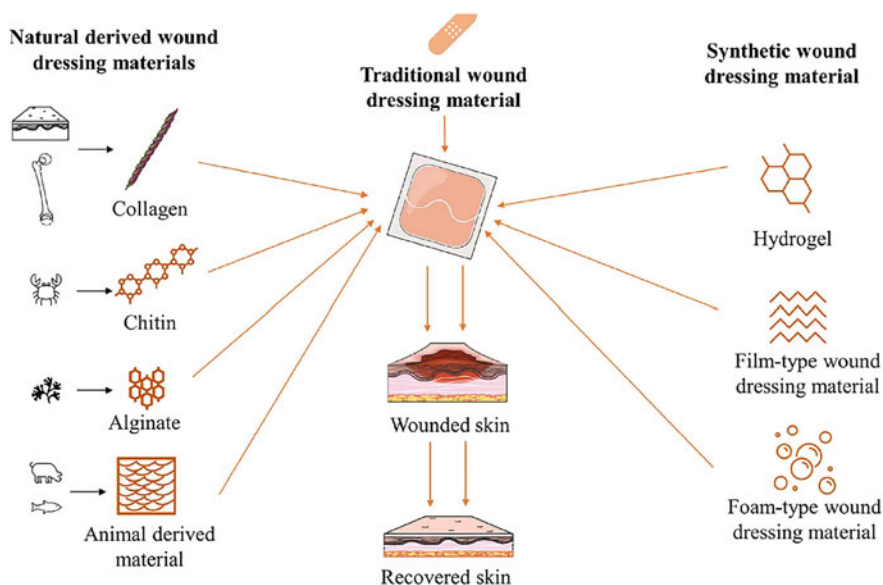 Natural derived wound
dressing materials
Collagen
Chitin
Alginate
Animal derived
material
Traditional wound
dressing material
Wounded skin
Recovered skin
Synthetic wound
dressing material
Hydrogel
Film-type wound
dressing material
Foam-type wound
dressing material